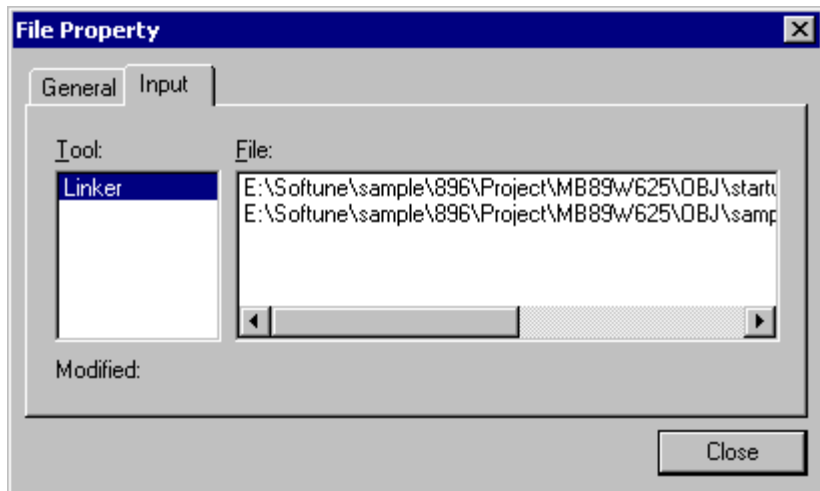 File Property
General
Input
Tool:
File:
Linker
E:\Softune\sample\896\Project\MB89W625\OBJ\startu
E:\Softune\sample\896\Project\MB89W625\OBJ\samp
Modified:
Close